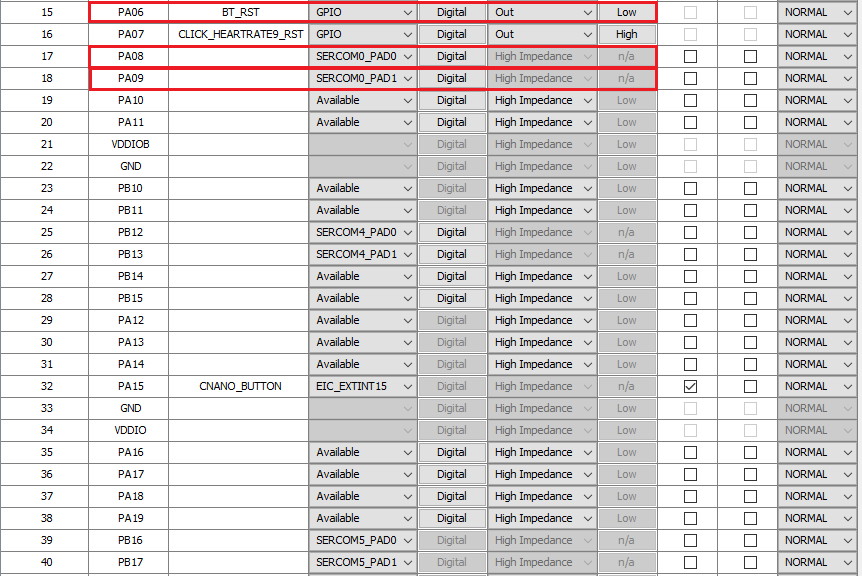 15 PA06 BT_RST GPIO Digital Out Low NORMAL
16 PA07 CLICK_HEARTRATE9_RST GPIO Digital Out High NORMAL
17 PA08 SERCOM0_PAD0 Digital High Impedance n/a NORMAL
18 PA09 SERCOM0_PAD1 Digital High Impedance n/a NORMAL
19 PA10 Available Digital High Impedance Low NORMAL
20 PA11 Available Digital High Impedance Low NORMAL
21 VDDIOB Digital High Impedance Low NORMAL
22 GND Digital High Impedance Low NORMAL
23 PB10 Available Digital High Impedance Low NORMAL
24 PB11 Available Digital High Impedance Low NORMAL
25 PB12 SERCOM4_PAD0 Digital High Impedance n/a NORMAL
26 PB13 SERCOM4_PAD1 Digital High Impedance n/a NORMAL
27 PB14 Available Digital High Impedance Low NORMAL
28 PB15 Available Digital High Impedance Low NORMAL
29 PA12 Available Digital High Impedance Low NORMAL
30 PA13 Available Digital High Impedance Low NORMAL
31 PA14 Available Digital High Impedance Low NORMAL
32 PA15 CNANO_BUTTON EIC_EXTINT15 Digital High Impedance n/a NORMAL
33 GND Digital High Impedance Low NORMAL
34 VDDIO Digital High Impedance Low NORMAL
35 PA16 Available Digital High Impedance Low NORMAL
36 PA17 Available Digital High Impedance Low NORMAL
37 PA18 Available Digital High Impedance Low NORMAL
38 PA19 Available Digital High Impedance Low NORMAL
39 PB16 SERCOM5_PAD0 Digital High Impedance n/a NORMAL
40 PB17 SERCOM5_PAD1 Digital High Impedance n/a NORMAL